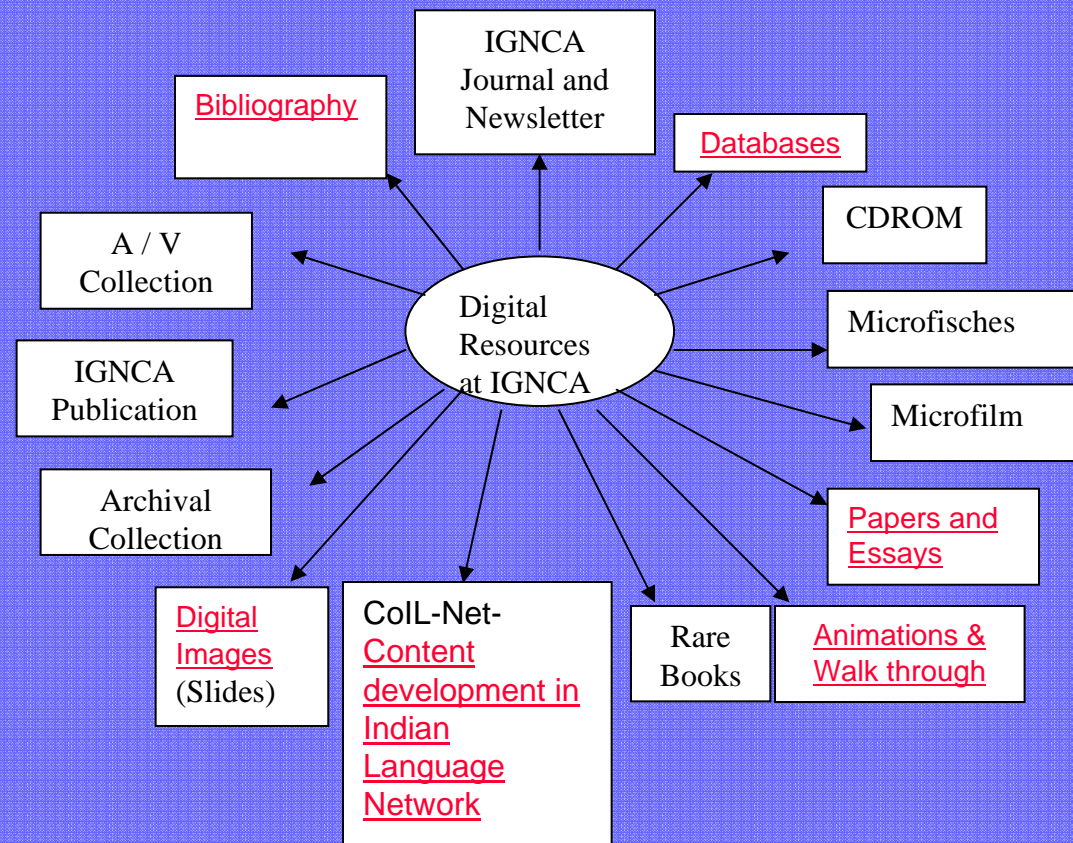 IGNCA
Journal and
Newsletter
Bibliography
Databases
CDROM
A / V
Collection
Digital
Resources
at IGNCA
Microfisches
IGNCA
Publication
Microfilm
Archival
Collection
Papers and
Essays
Digital
Images
(Slides)
CoIL-Net-
Content
development in
Indian
Language
Network
Rare
Books
Animations &
Walk through